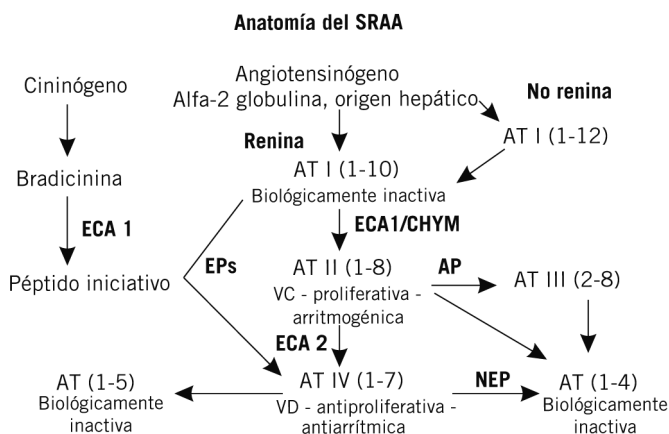 Anatomía del SRAA
Angiotensinógeno
Alfa-2 globulina, origen hepático
Cininógeno
No renina
Renina
AT I (1-12)
AT I (1-10)
Biológicamente inactiva
Bradicinina
ECA 1
ECA1/CHYM
EPs
Péptido iniciativo
AT II (1-8)
VC - proliferativa -
arritmogénica
AP
AT III (2-8)
ECA 2
AT (1-5)
Biológicamente
inactiva
AT IV (1-7)
VD - antiproliferativa -
antiarrítmica
NEP
AT (1-4)
Biológicamente
inactiva